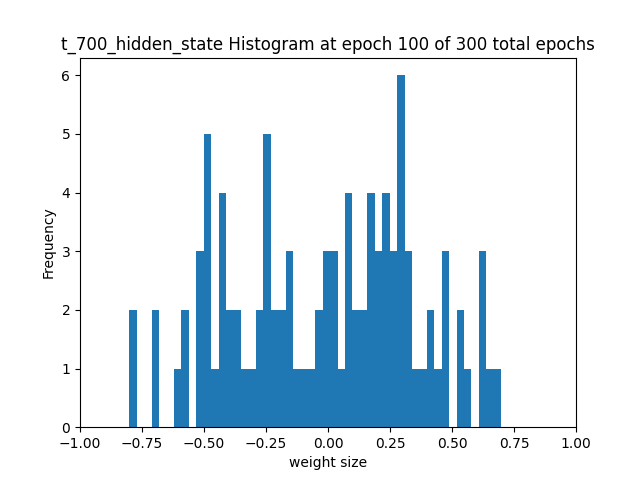 t_700_hidden_state Histogram at epoch 100 of 300 total epochs
6
5
4
3
2
1
0
Frequency
−1.00 −0.75 −0.50 −0.25 0.00 0.25 0.50 0.75 1.00
weight size